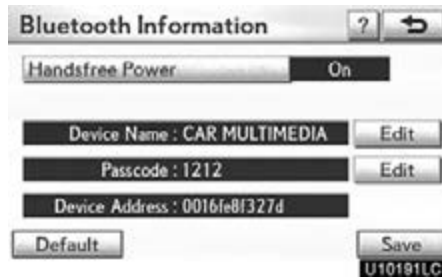 Bluetooth Information ?
Handsfree Power On
Device Name : CAR MULTIMEDIA Edit
Passcode : 1212 Edit
Device Address : 0016fe8f327d
Default Save
U10191LC